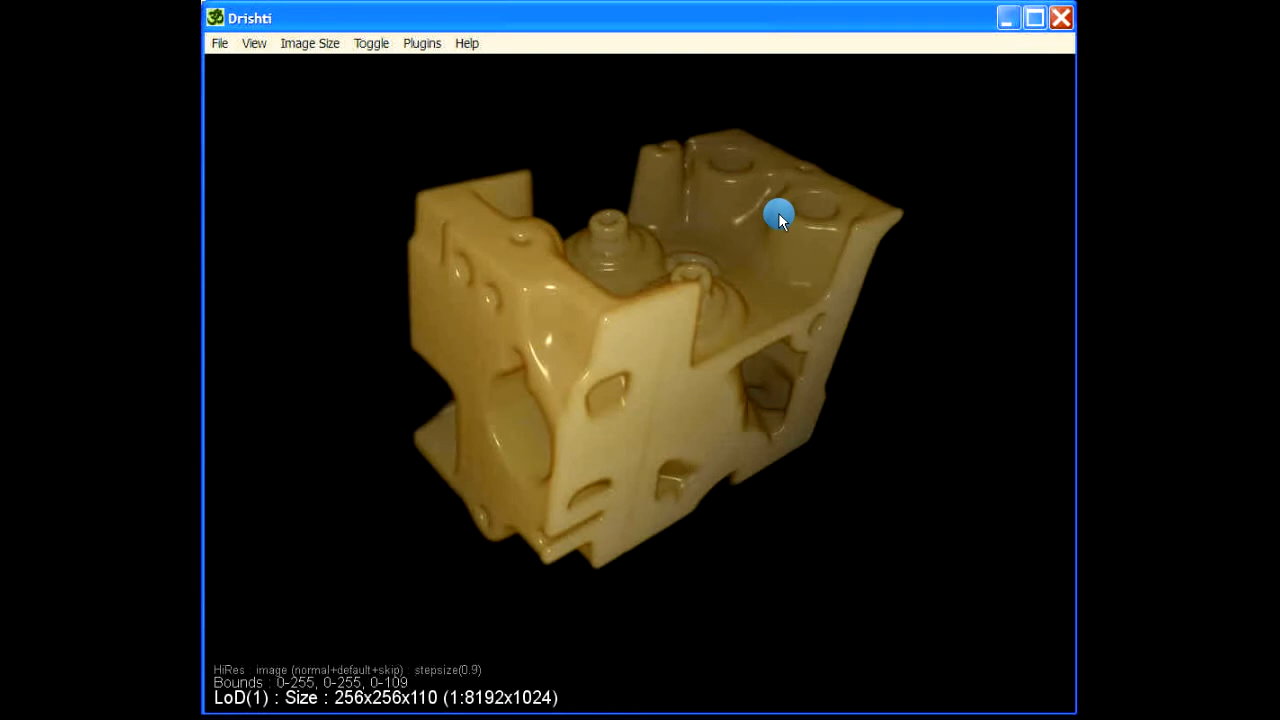 Drishti
File View Image Size Toggle Plugins Help
HiRes image (normal+default+skip) stepsize(0.9)
Bounds : 0-255, 0-255, 0-109
LoD(1) : Size : 256x256x110 (1:8192x1024)